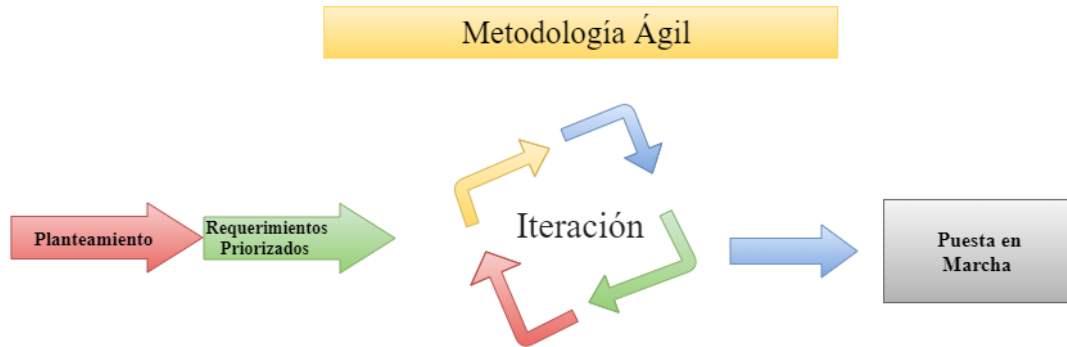 Metodología Ágil
Planteamiento
Requerimientos
Priorizados
Iteración
Puesta en
Marcha